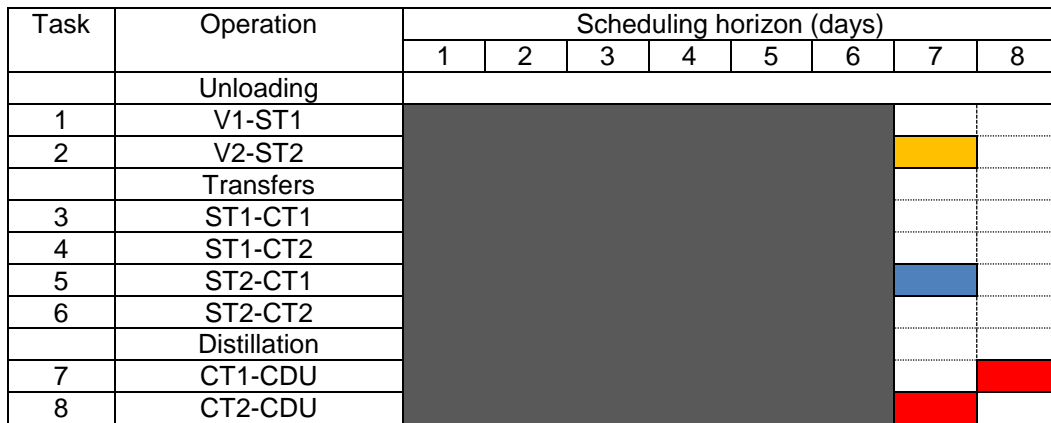 Task Operation Scheduling horizon (days)
1 2 3 4 5 6 7 8
Unloading
1 V1-ST1
2 V2-ST2
Transfers
3 ST1-CT1
4 ST1-CT2
5 ST2-CT1
6 ST2-CT2
Distillation
7 CT1-CDU
8 CT2-CDU